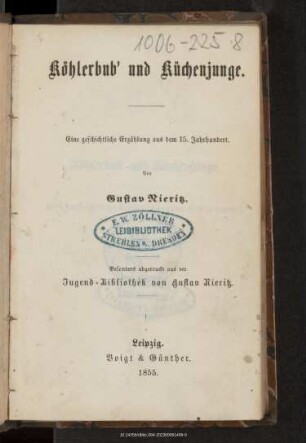 1006-225.8
Köhlerbub' und Küchenjunge.
Eine geschichtliche Erzählung aus dem 15. Jahrhundert.
Von
Gustav Nieritz.
E. W. ZÖLLNER
LEIBIBLIOTHEK
STREHLEN b. DRESDEN
Besonders abgedruckt aus der
Jugend-Bibliothek von Gustav Nieritz.
Leipzig.
Voigt & Günther.
1855.